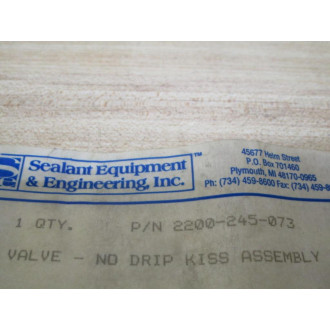 Sealant Equipment ™
& Engineering, Inc.
45677 Helm Street
P.O. Box 701460
Plymouth, MI 48170-0965
Ph: (734) 459-8600 Fax: (734) 459-
1 QTY. P/N 2200-245-073
VALVE - NO DRIP KISS ASSEMBLY